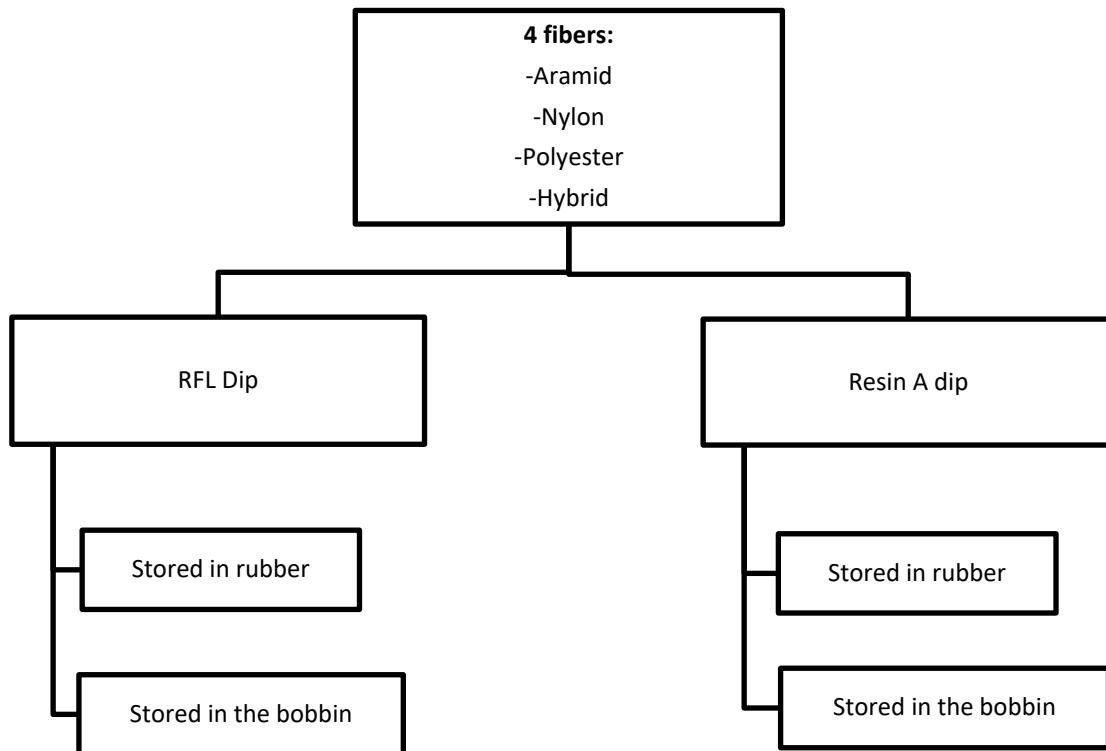 4 fibers:
-Aramid
-Nylon
-Polyester
-Hybrid
RFL Dip
Resin A dip
Stored in rubber
Stored in rubber
Stored in the bobbin
Stored in the bobbin